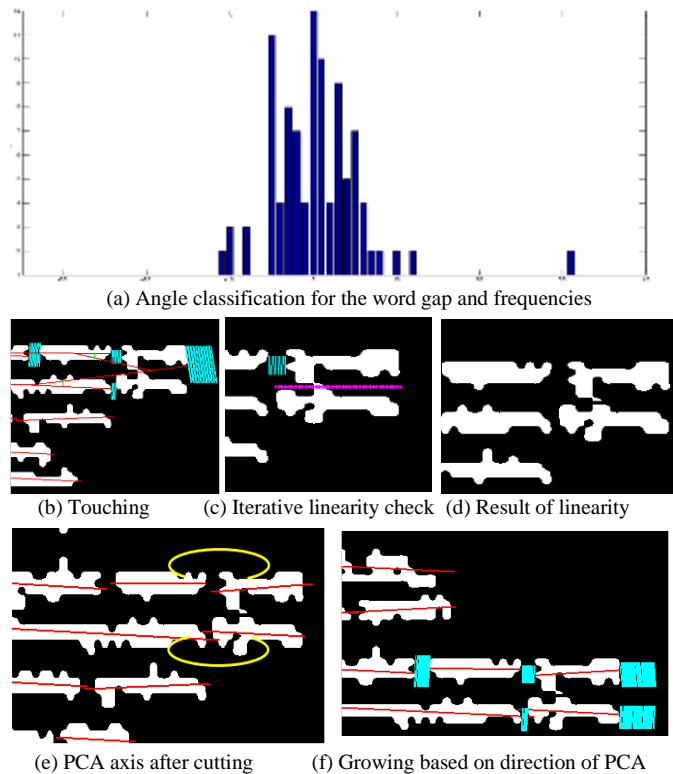 (a) Angle classification for the word gap and frequencies
(b) Touching (c) Iterative linearity check (d) Result of linearity
(e) PCA axis after cutting (f) Growing based on direction of PCA